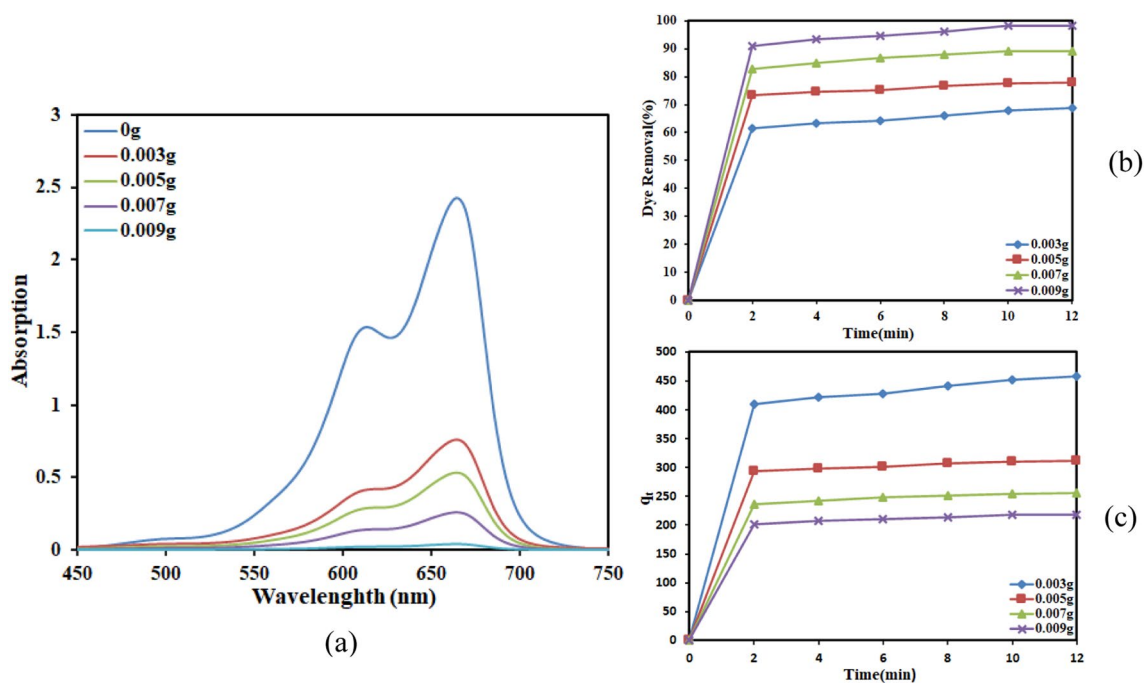 3
2.5
2
1.5
1
0.5
0
Absorption
0g
0.003g
0.005g
0.007g
0.009g
450
500
550
600
650
700
750
Wavelenghth (nm)
(a)
100
90
80
70
60
50
40
30
20
10
0
Dye Removal(%)
0.003g
0.005g
0.007g
0.009g
0
2
4
6
8
10
12
Time(min)
(b)
500
450
400
350
300
250
200
150
100
50
0
qt
0.003g
0.005g
0.007g
0.009g
0
2
4
6
8
10
12
Time(min)
(c)